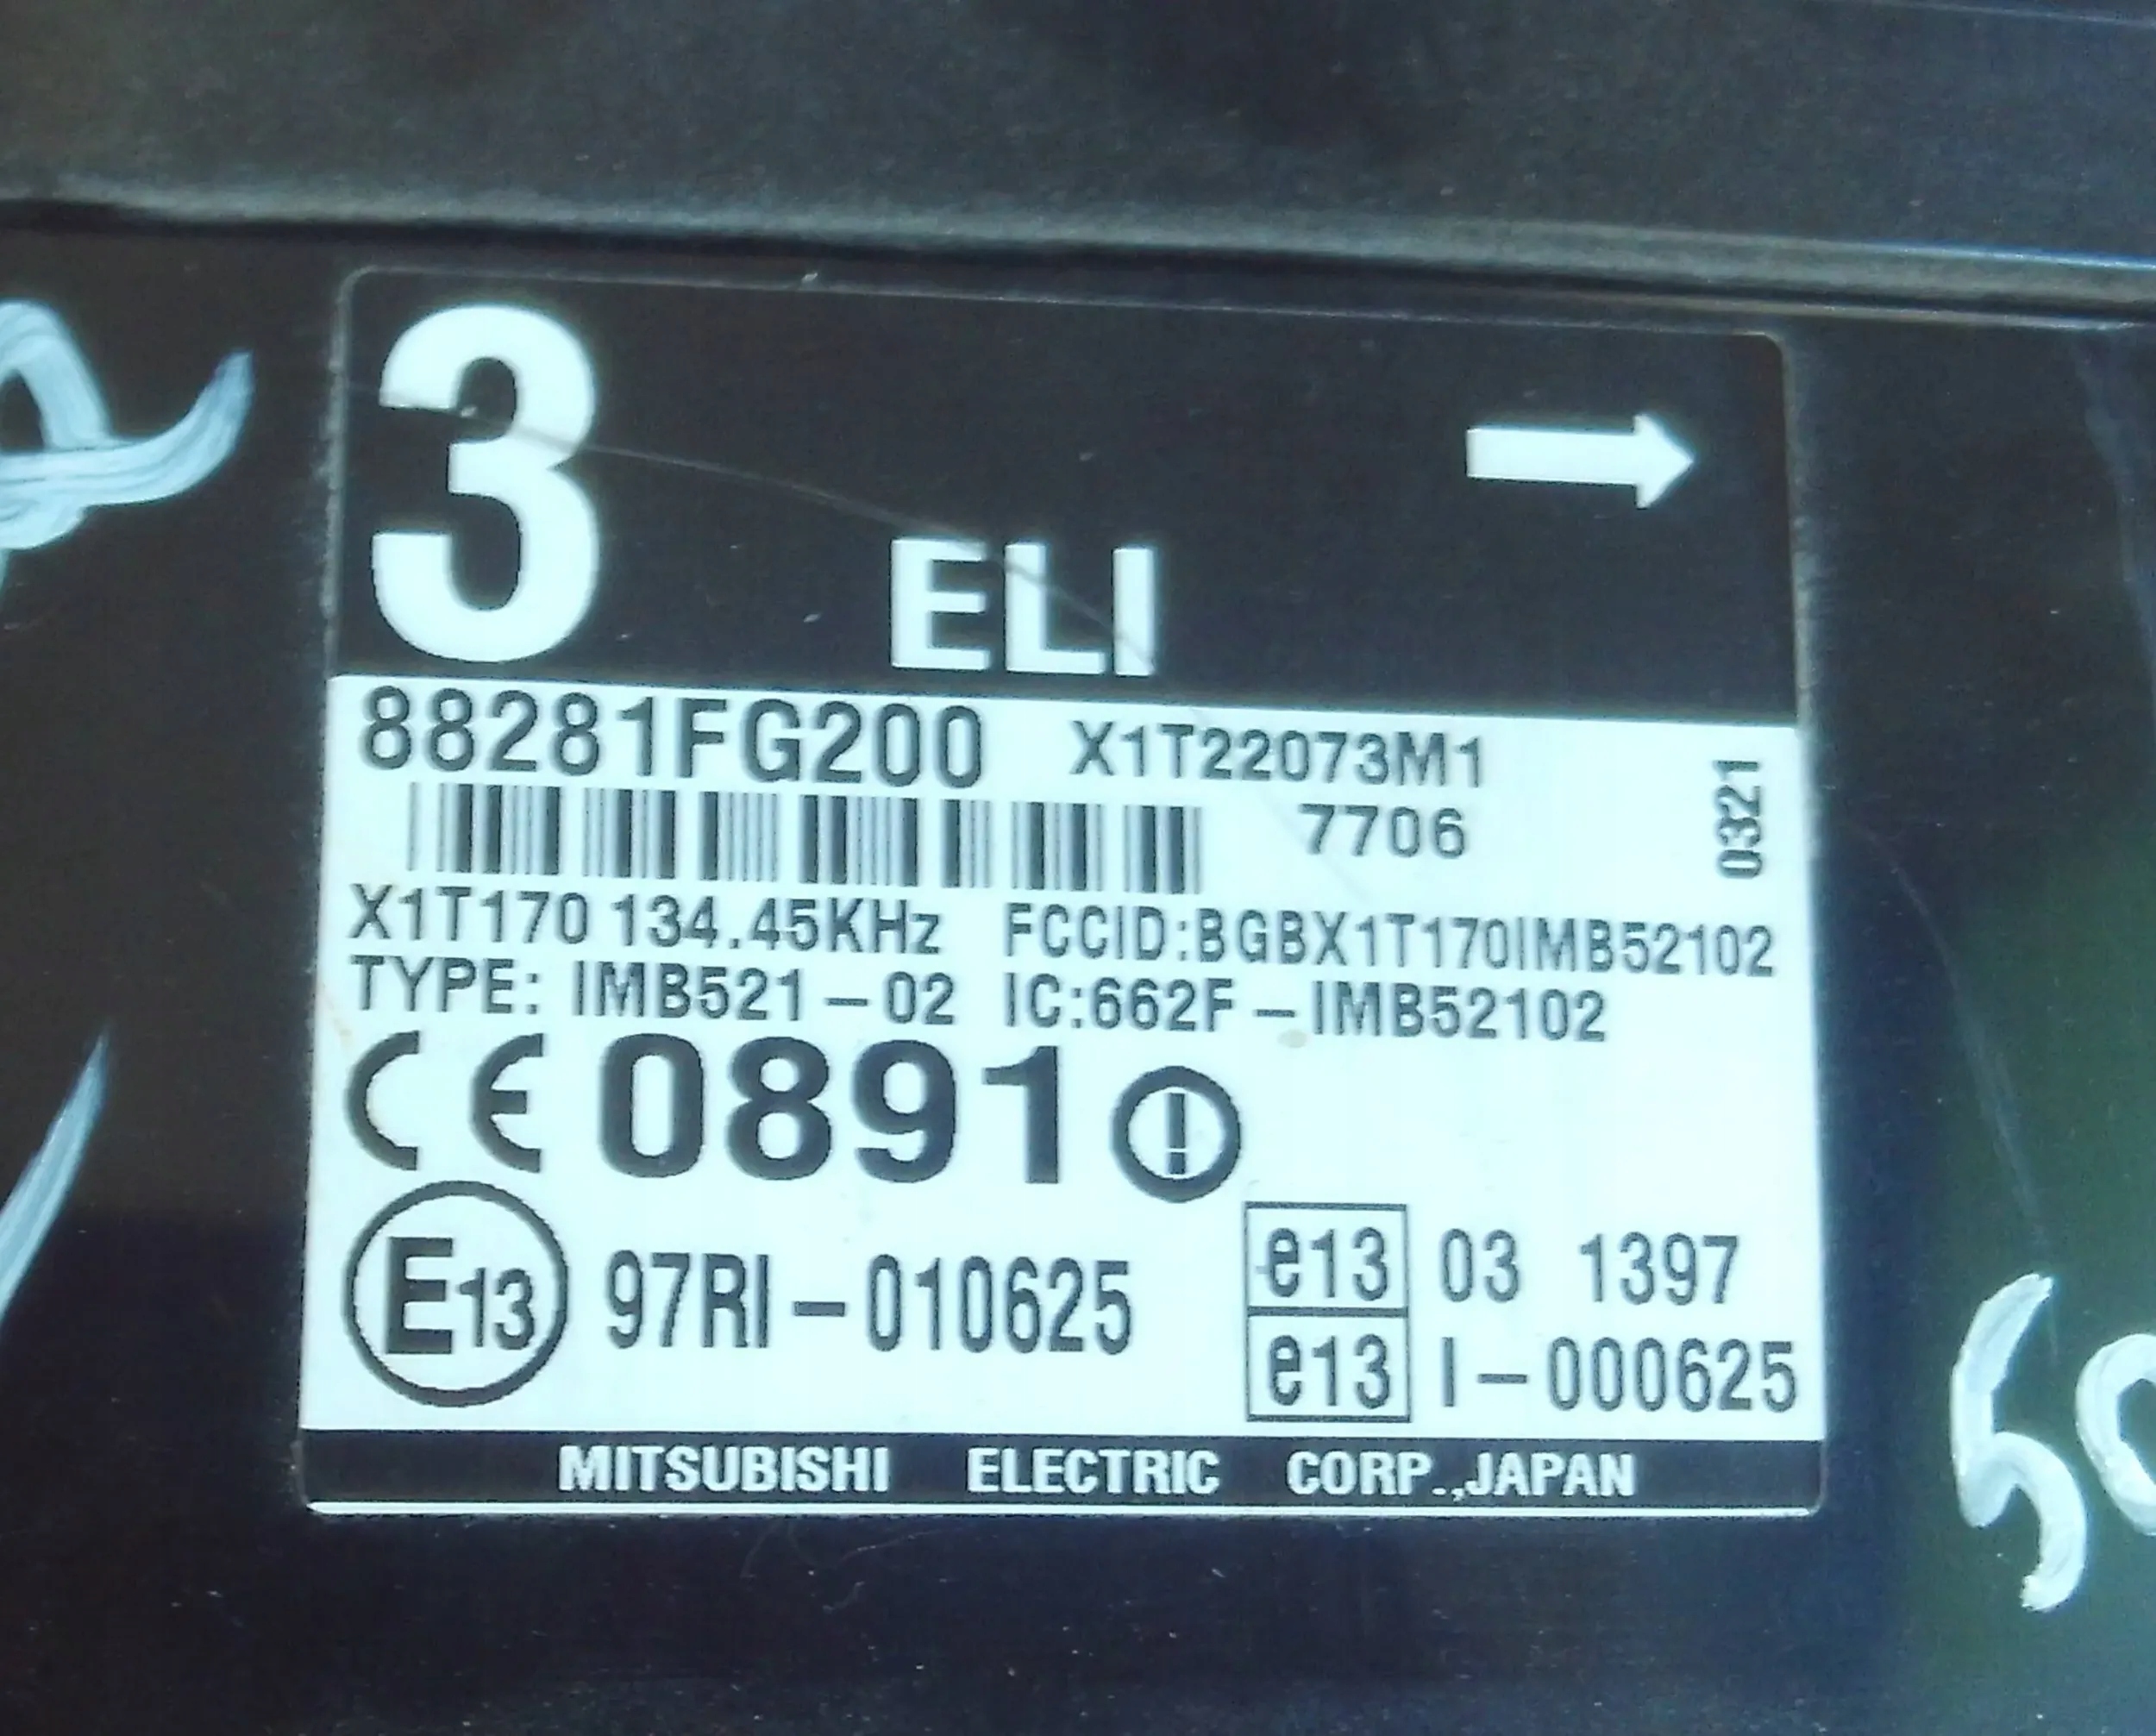 3
ELI
88281FG200 X1T22073M1
7706
0321
X1T170 134.45KHz FCCID:BGBX1T170IMB52102
TYPE: IMB521-02 IC:662F-IMB52102
CE 0891
E13 97RI-010625
e13 03 1397
e13 I-000625
MITSUBISHI ELECTRIC CORP.,JAPAN